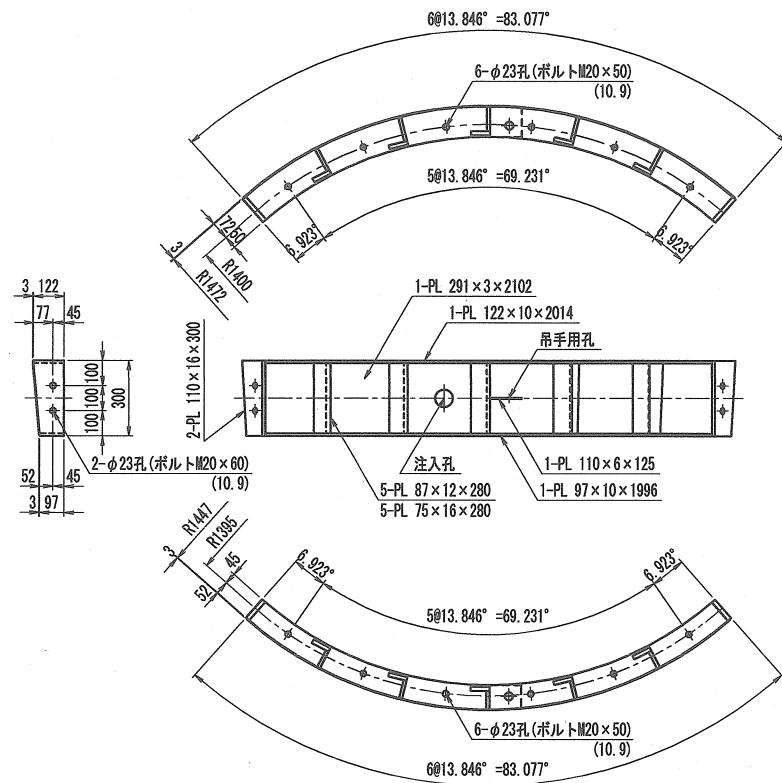 6@13.846° =83.077°
6-φ23孔(ボルトM20×50)
(10.9)
5@13.846° =69.231°
6.923°
6.923°
7250
3
R1400
R1472
3 122
77 45
100
100
100
300
52 45
3 97
2-φ23孔(ボルトM20×60)
(10.9)
2-PL 110×16×300
1-PL 291×3×2102
1-PL 122×10×2014
吊手用孔
注入孔
5-PL 87×12×280
5-PL 75×16×280
1-PL 110×6×125
1-PL 97×10×1996
R1447
R1395
3
45
52
6.923°
6.923°
5@13.846° =69.231°
6-φ23孔(ボルトM20×50)
(10.9)
6@13.846° =83.077°